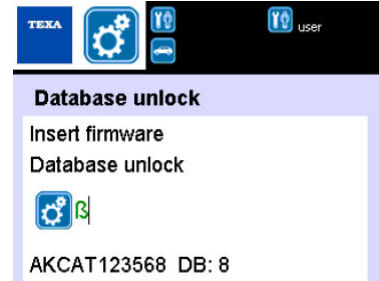 TEXA
user
Database unlock
Insert firmware
Database unlock
ß
AKCAT123568 DB: 8